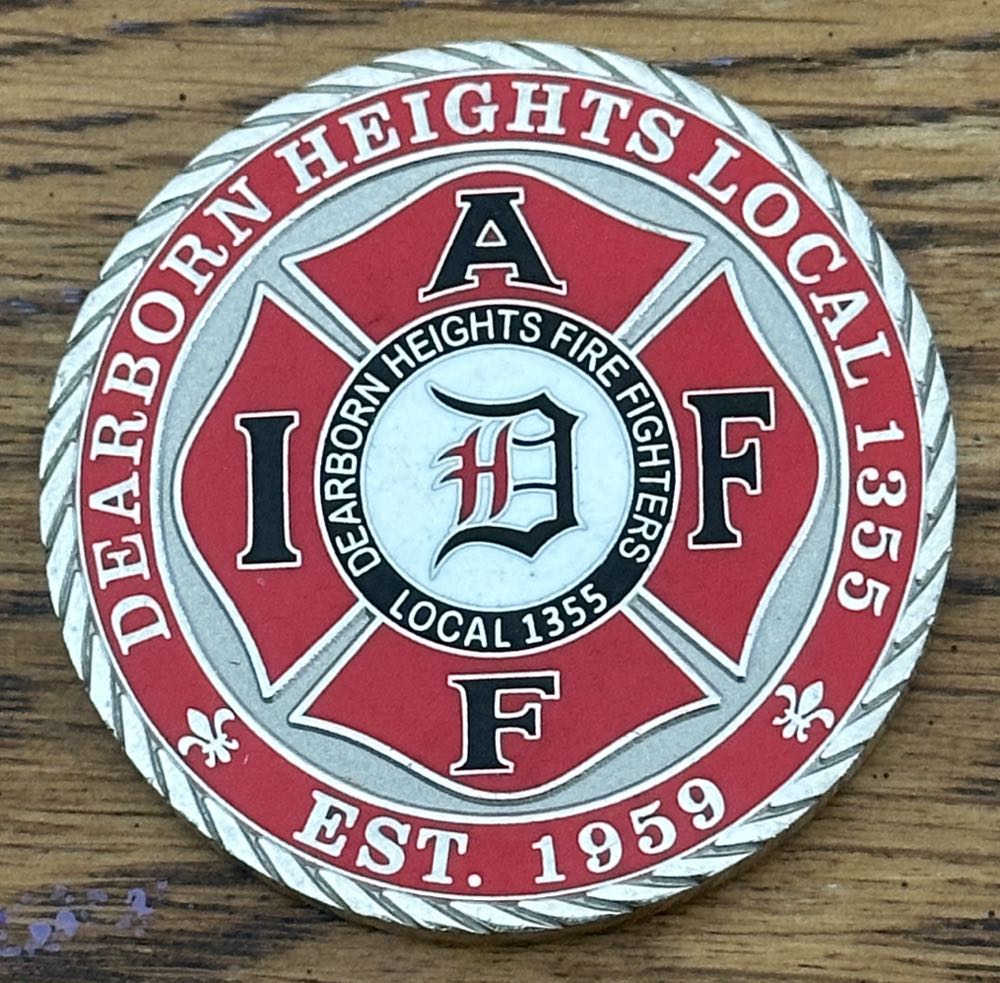 DEARBORN HEIGHTS LOCAL 1355
EST. 1959
I A F F
F
DEARBORN HEIGHTS FIRE FIGHTERS
LOCAL 1355
D
H